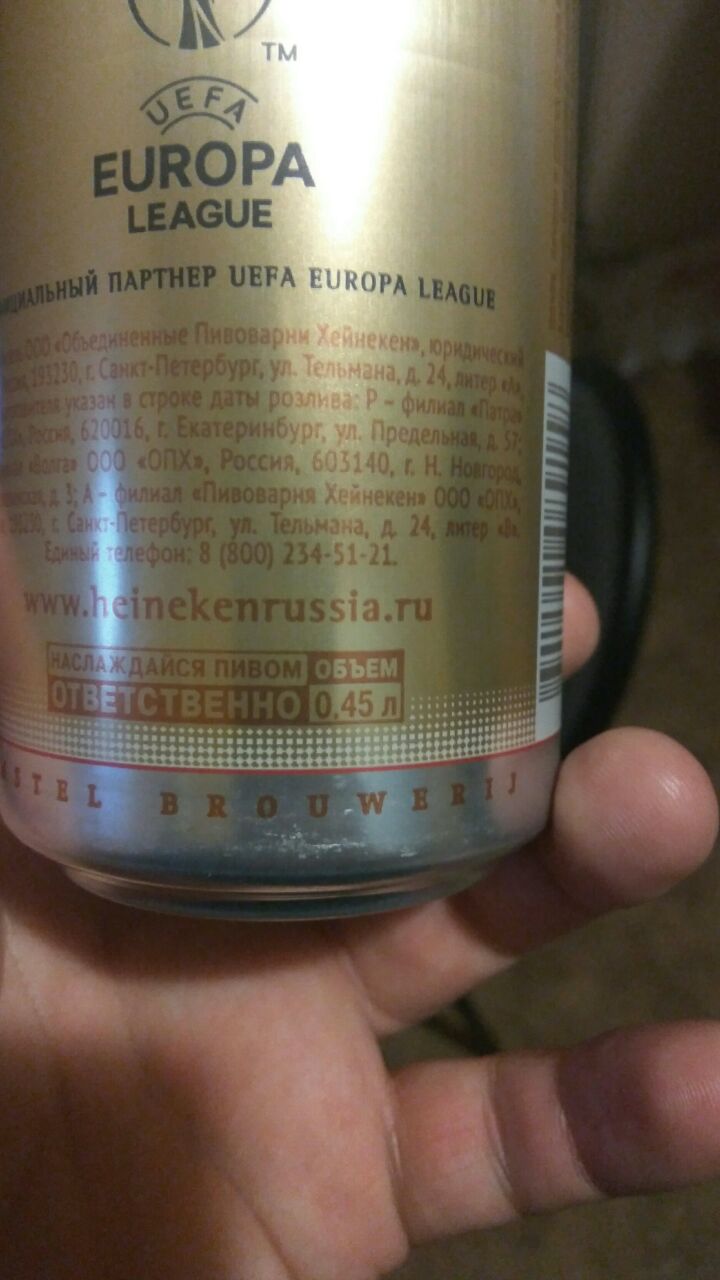 TM
UEFA
EUROPA
LEAGUE
ПАРТНЕР UEFA EUROPA LEAGUE
ООО «Объединенные Пивоварни Хейнекен», юридический
193230, г. Санкт-Петербург, ул. Тельмана, д. 24, литер «А»,
указан в строке даты розлива: Р – филиал «Патра»
Россия, 620016, г. Екатеринбург, ул. Предельная, д. 57;
«Волга» ООО «ОПХ», Россия, 603140, г. Н. Новгород,
д. 3; А – филиал «Пивоварня Хейнекен» ООО «ОПХ»,
193230, г. Санкт-Петербург, ул. Тельмана, д. 24, литер «В».
Единый телефон: 8 (800) 234-51-21.
www.heinekenrussia.ru
НАСЛАЖДАЙСЯ ПИВОМ ОБЪЕМ
ОТВЕТСТВЕННО 0.45 л
BROUWERIJ